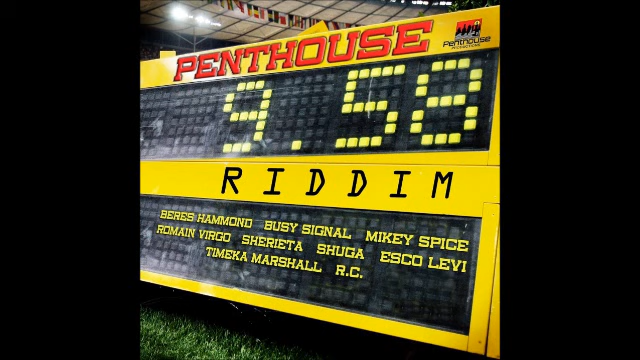 PENTHOUSE
Penthouse
PRODUCTIONS
9.58
RIDDIM
BERES HAMMOND BUSY SIGNAL MIKEY SPICE
ROMAIN VIRGO SHERIETA SHUGA ESCO LEVI
TIMEKA MARSHALL R.C.